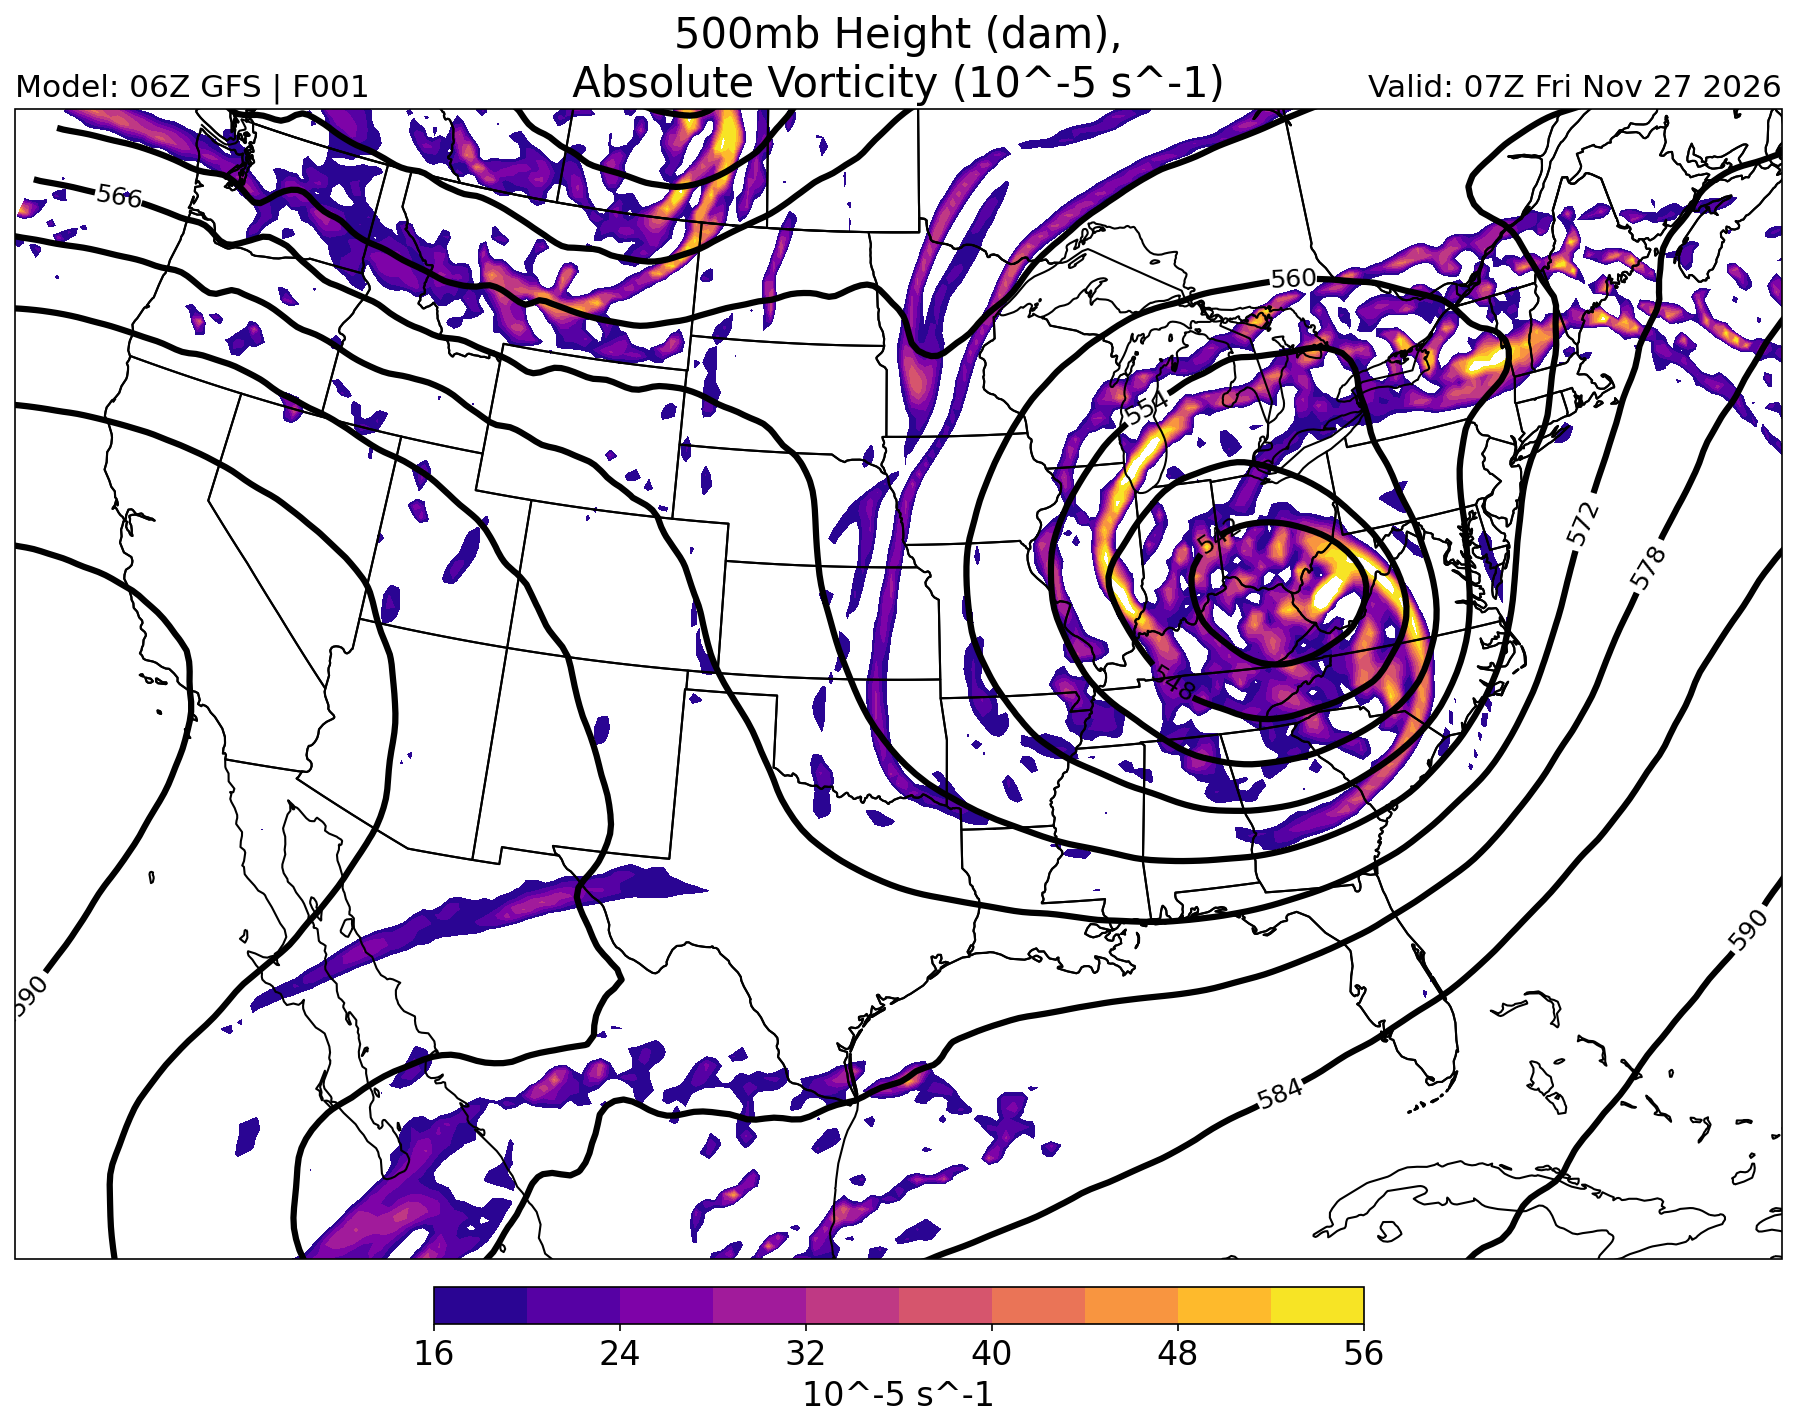 500mb Height (dam),
Absolute Vorticity (10^-5 s^-1)
Model: 06Z GFS | F001
Valid: 07Z Fri Nov 27 2026
566
560
554
542
548
572
578
590
590
584
16 24 32 40 48 56
10^-5 s^-1